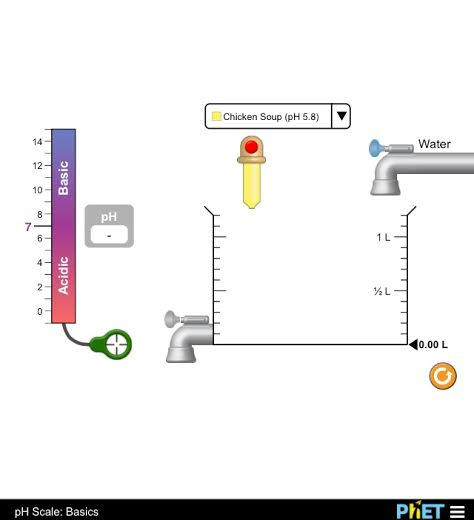 Chicken Soup (pH 5.8)
Water
14
12
10
8
7
6
4
2
0
Basic
Acidic
pH
-
1 L
½ L
0.00 L
pH Scale: Basics
PhET